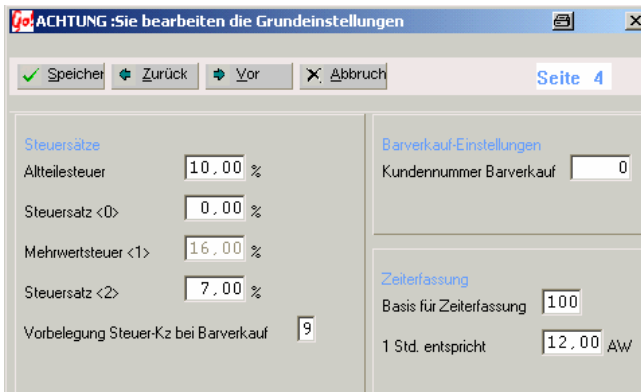 Go! ACHTUNG :Sie bearbeiten die Grundeinstellungen
Speicher Zurück Vor Abbruch Seite 4
Steuersätze
Altteilesteuer 10,00 %
Steuersatz <0> 0,00 %
Mehrwertsteuer <1> 16,00 %
Steuersatz <2> 7,00 %
Vorbelegung Steuer-Kz bei Barverkauf 9
Barverkauf-Einstellungen
Kundennummer Barverkauf 0
Zeiterfassung
Basis für Zeiterfassung 100
1 Std. entspricht 12,00 AW